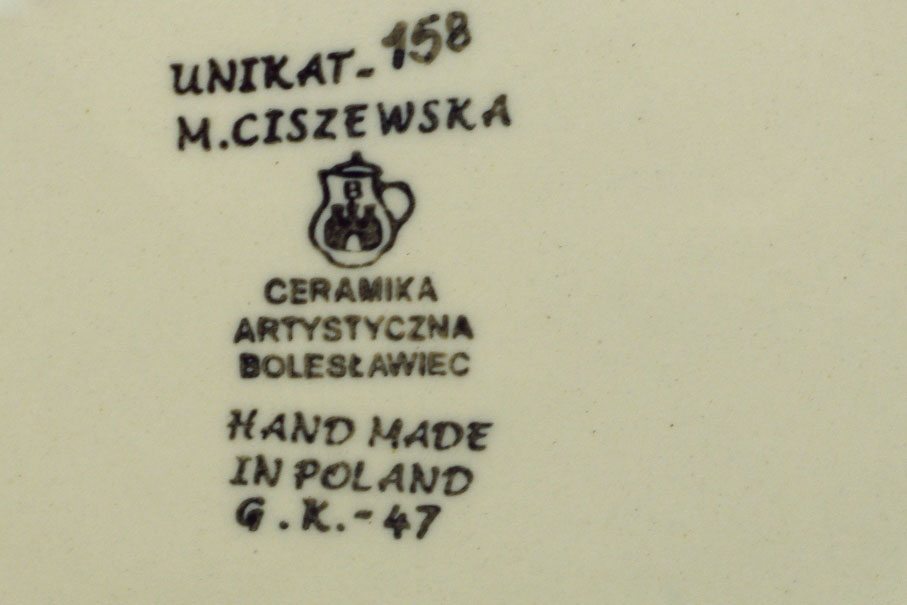 UNIKAT-158
M.CISZEWSKA
B
CERAMIKA
ARTYSTYCZNA
BOLESŁAWIEC
HAND MADE
IN POLAND
G.K.-47